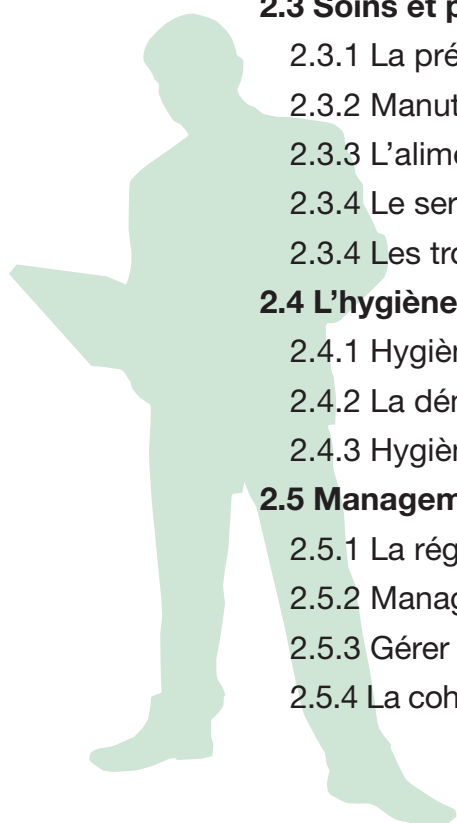 2.3 Soins et p
2.3.1 La pré
2.3.2 Manut
2.3.3 L’alime
2.3.4 Le ser
2.3.4 Les tro
2.4 L’hygiène
2.4.1 Hygièn
2.4.2 La dém
2.4.3 Hygièn
2.5 Managem
2.5.1 La rég
2.5.2 Manag
2.5.3 Gérer
2.5.4 La coh